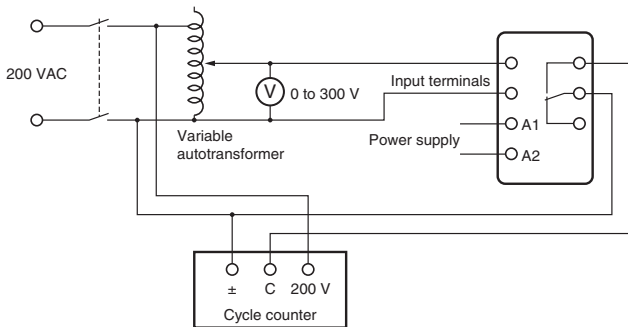 200 VAC
V
0 to 300 V
Variable
autotransformer
Input terminals
Power supply
A1
A2
± C 200 V
Cycle counter